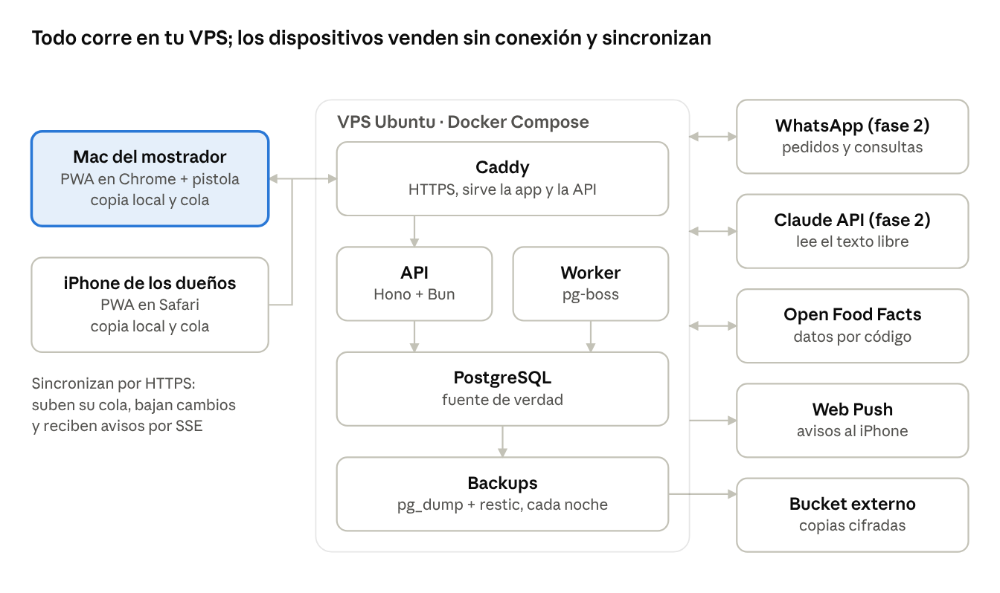 Todo corre en tu VPS; los dispositivos venden sin conexión y sincronizan
Mac del mostrador
PWA en Chrome + pistola
copia local y cola
iPhone de los dueños
PWA en Safari
copia local y cola
Sincronizan por HTTPS:
suben su cola, bajan cambios
y reciben avisos por SSE
VPS Ubuntu · Docker Compose
Caddy
HTTPS, sirve la app y la API
API
Hono + Bun
Worker
pg-boss
PostgreSQL
fuente de verdad
Backups
pg_dump + restic, cada noche
WhatsApp (fase 2)
pedidos y consultas
Claude API (fase 2)
lee el texto libre
Open Food Facts
datos por código
Web Push
avisos al iPhone
Bucket externo
copias cifradas